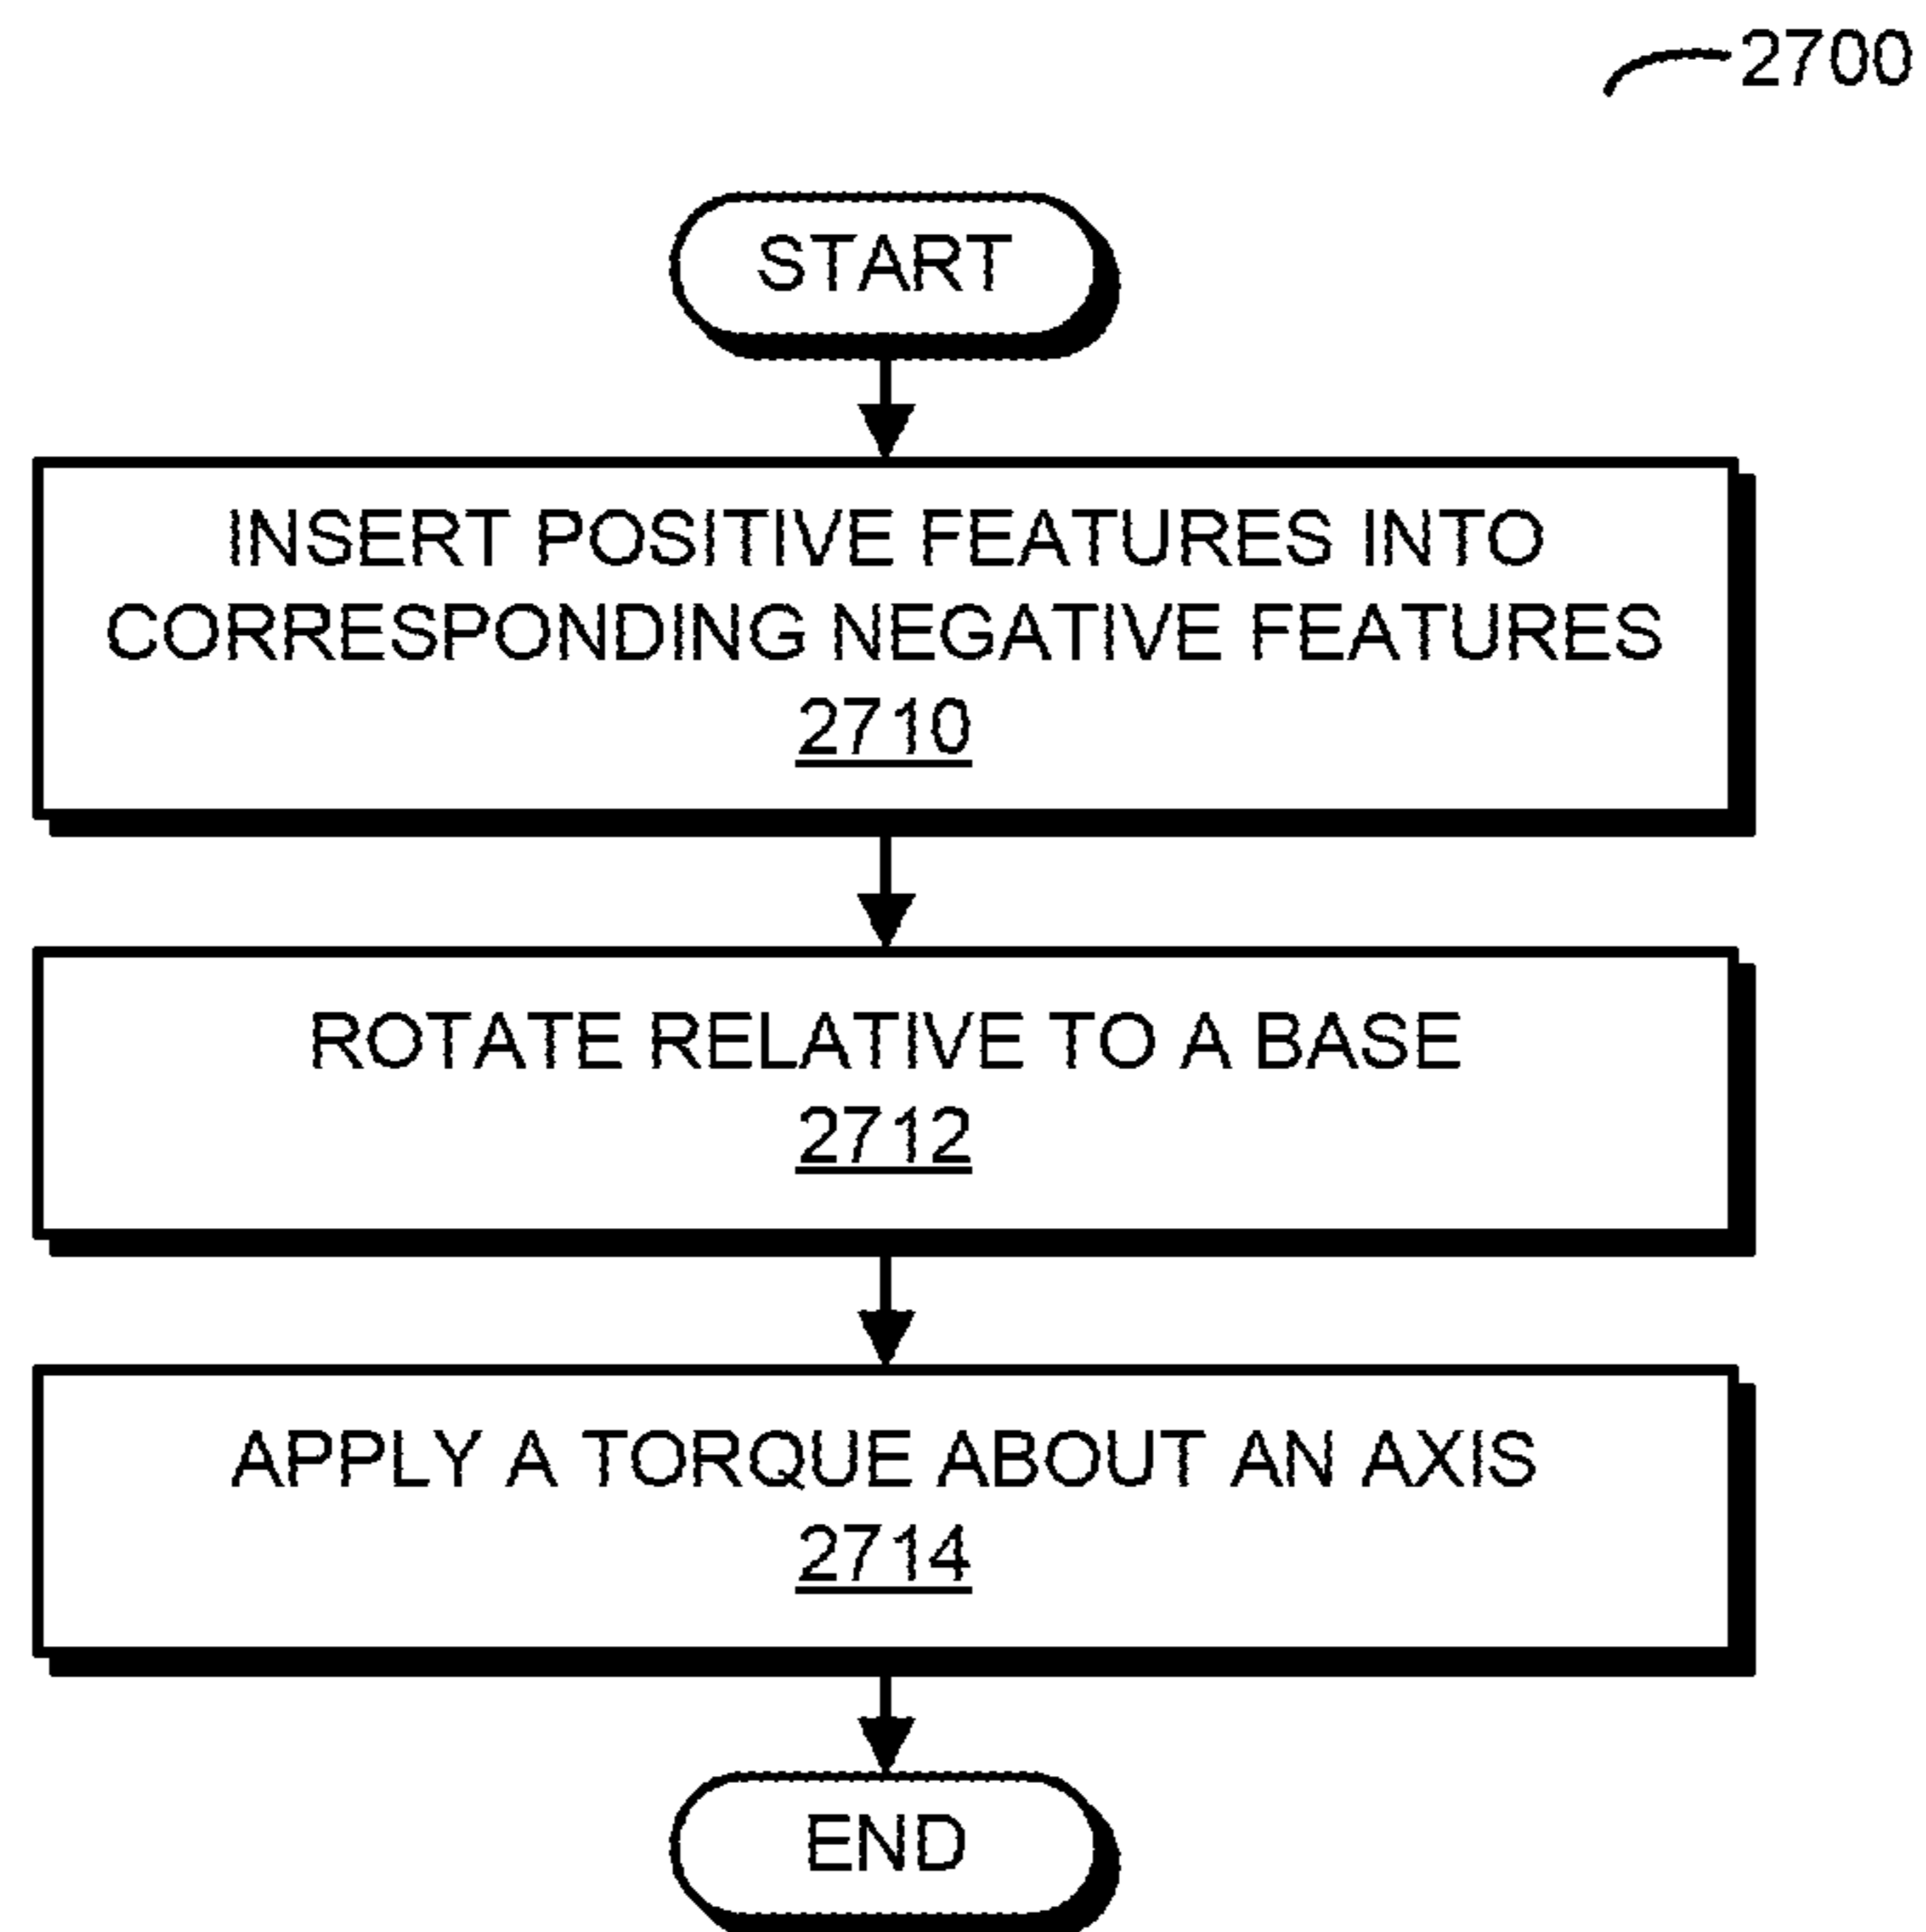 2700
START
INSERT POSITIVE FEATURES INTO
CORRESPONDING NEGATIVE FEATURES
2710
ROTATE RELATIVE TO A BASE
2712
APPLY A TORQUE ABOUT AN AXIS
2714
END